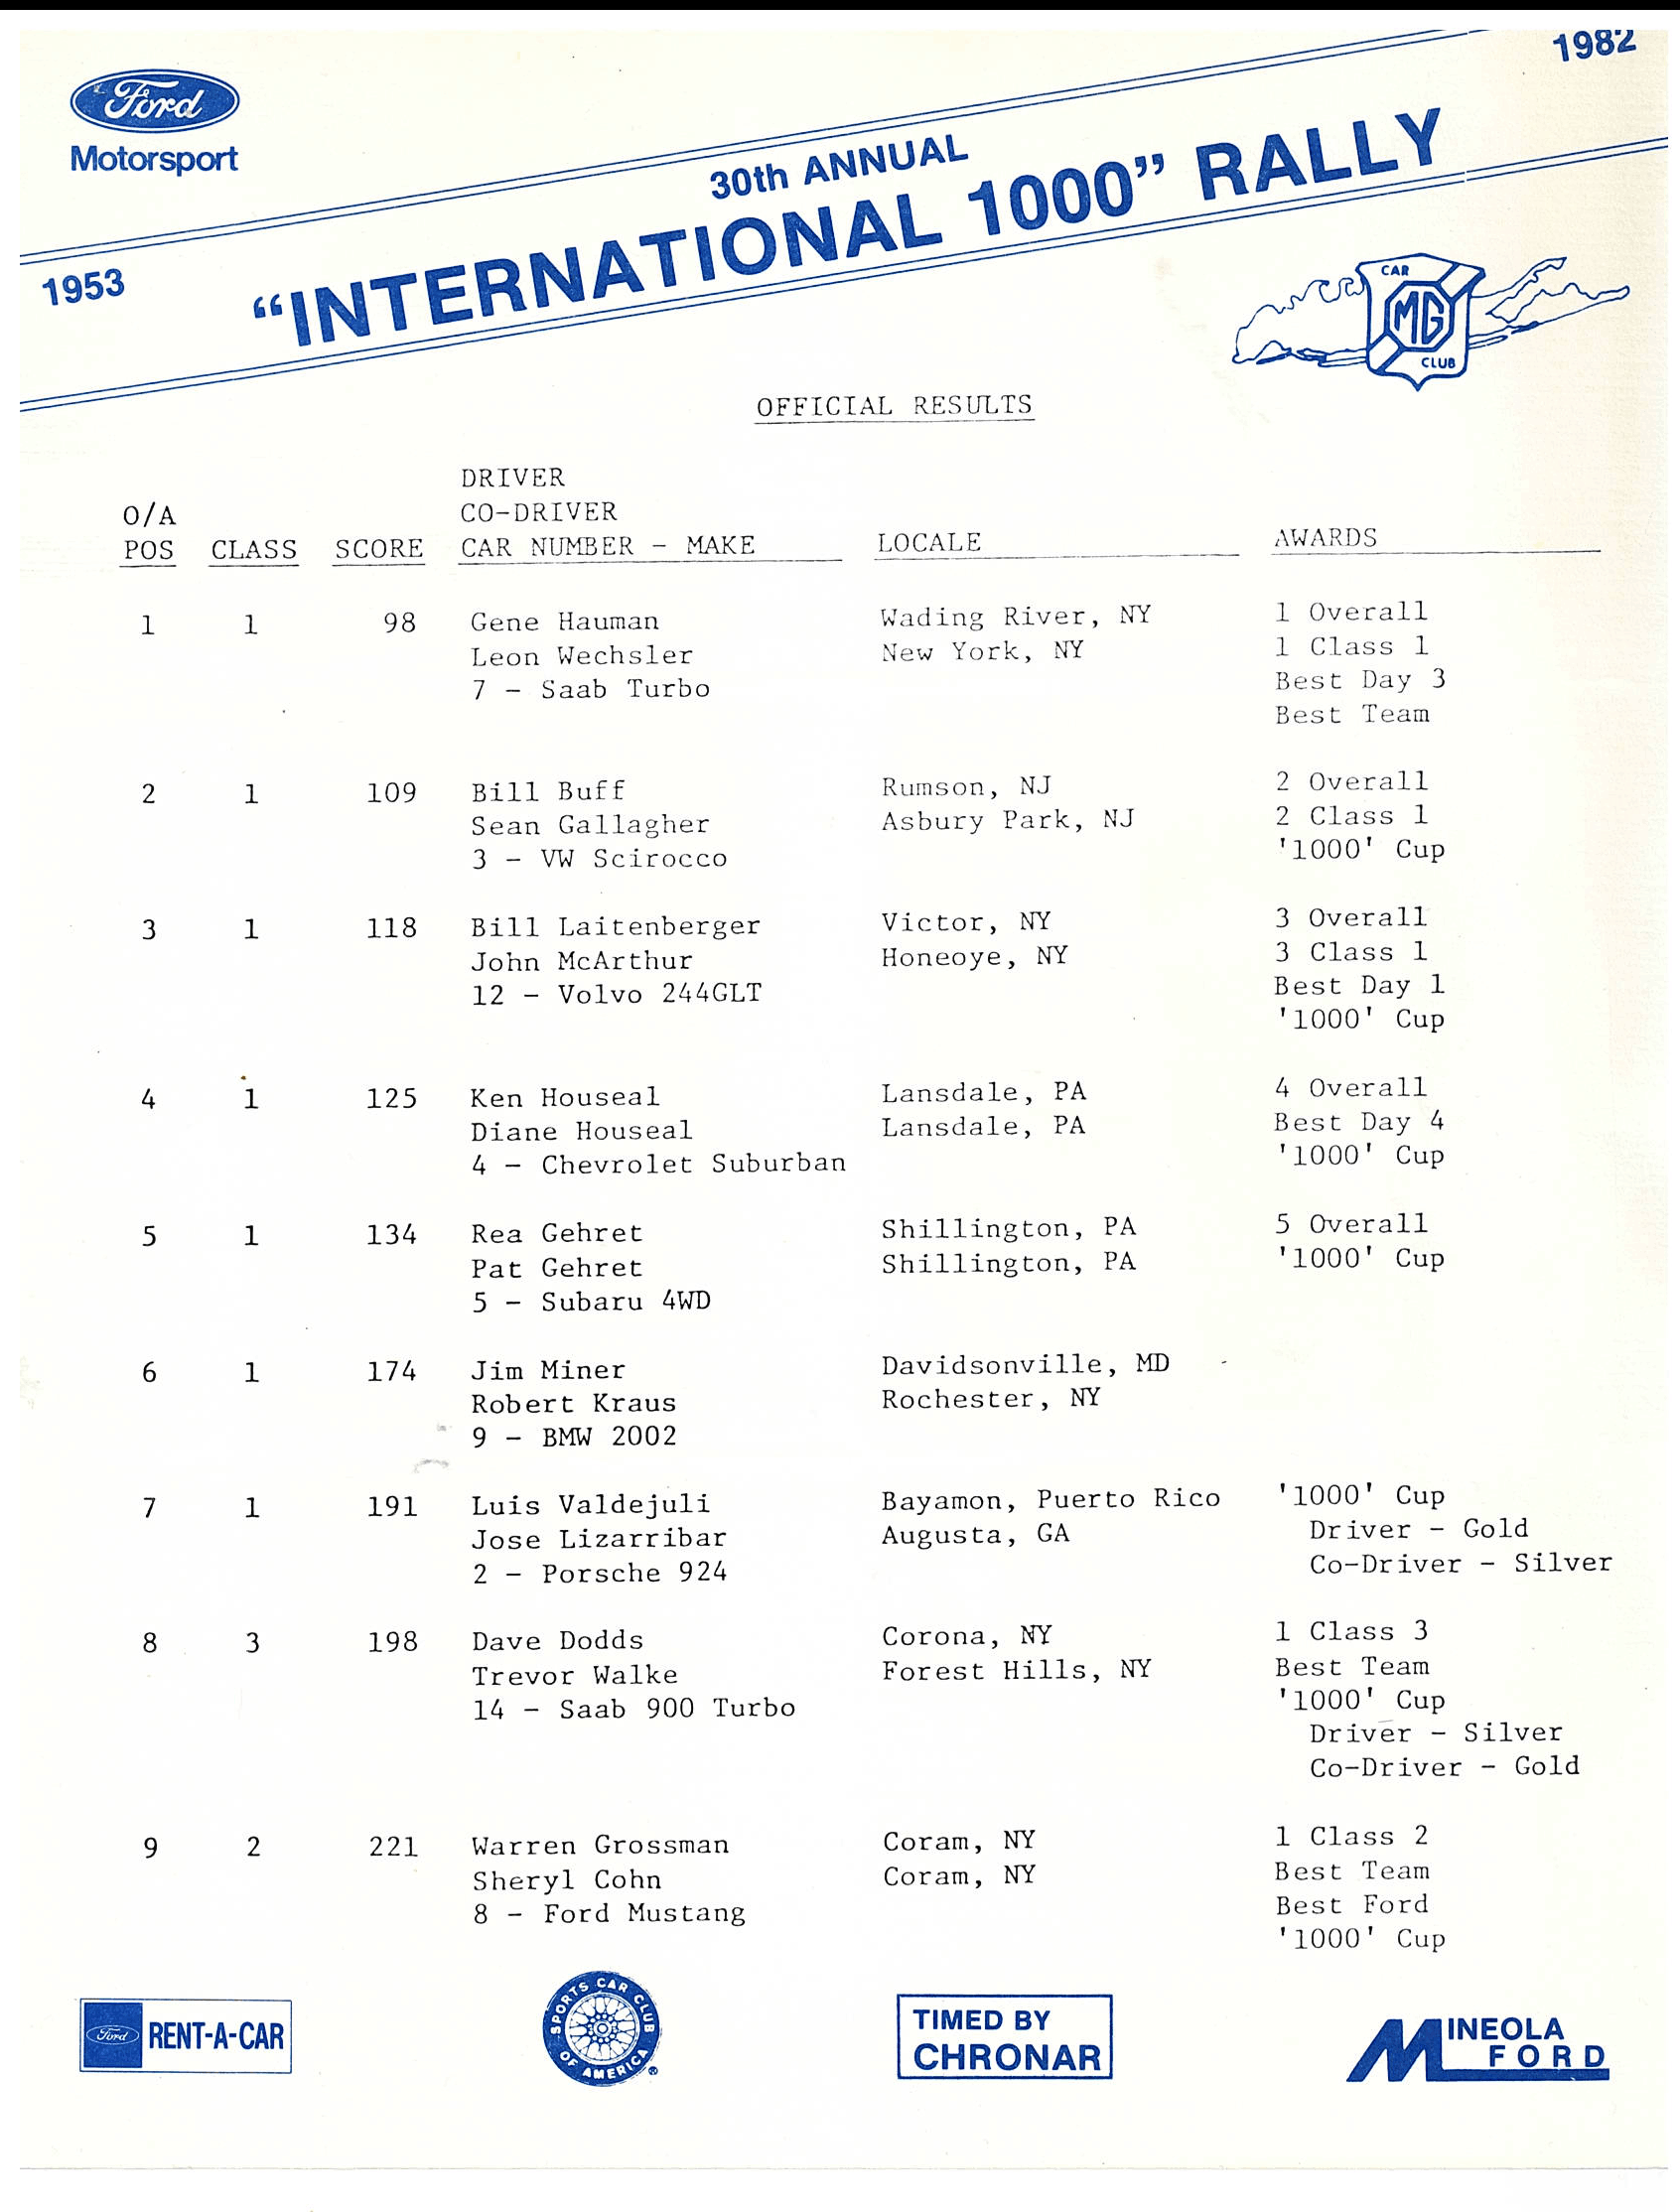 1982
Ford
Motorsport
30th ANNUAL
"INTERNATIONAL 1000" RALLY
1953
CAR
MG
CLUB
OFFICIAL RESULTS
DRIVER
O/A CO-DRIVER
POS CLASS SCORE CAR NUMBER - MAKE LOCALE AWARDS
1 1 98 Gene Hauman Wading River, NY 1 Overall
Leon Wechsler New York, NY 1 Class 1
7 - Saab Turbo Best Day 3
Best Team
2 1 109 Bill Buff Rumson, NJ 2 Overall
Sean Gallagher Asbury Park, NJ 2 Class 1
3 - VW Scirocco '1000' Cup
3 1 118 Bill Laitenberger Victor, NY 3 Overall
John McArthur Honeoye, NY 3 Class 1
12 - Volvo 244GLT Best Day 1
'1000' Cup
4 1 125 Ken Houseal Lansdale, PA 4 Overall
Diane Houseal Lansdale, PA Best Day 4
4 - Chevrolet Suburban '1000' Cup
5 1 134 Rea Gehret Shillington, PA 5 Overall
Pat Gehret Shillington, PA '1000' Cup
5 - Subaru 4WD
6 1 174 Jim Miner Davidsonville, MD
Robert Kraus Rochester, NY
9 - BMW 2002
7 1 191 Luis Valdejuli Bayamon, Puerto Rico '1000' Cup
Jose Lizarribar Augusta, GA Driver - Gold
2 - Porsche 924 Co-Driver - Silver
8 3 198 Dave Dodds Corona, NY 1 Class 3
Trevor Walke Forest Hills, NY Best Team
14 - Saab 900 Turbo '1000' Cup
Driver - Silver
Co-Driver - Gold
9 2 221 Warren Grossman Coram, NY 1 Class 2
Sheryl Cohn Coram, NY Best Team
8 - Ford Mustang Best Ford
'1000' Cup
Ford RENT-A-CAR
SPORTS CAR CLUB OF AMERICA ®
TIMED BY
CHRONAR
MINEOLA
FORD